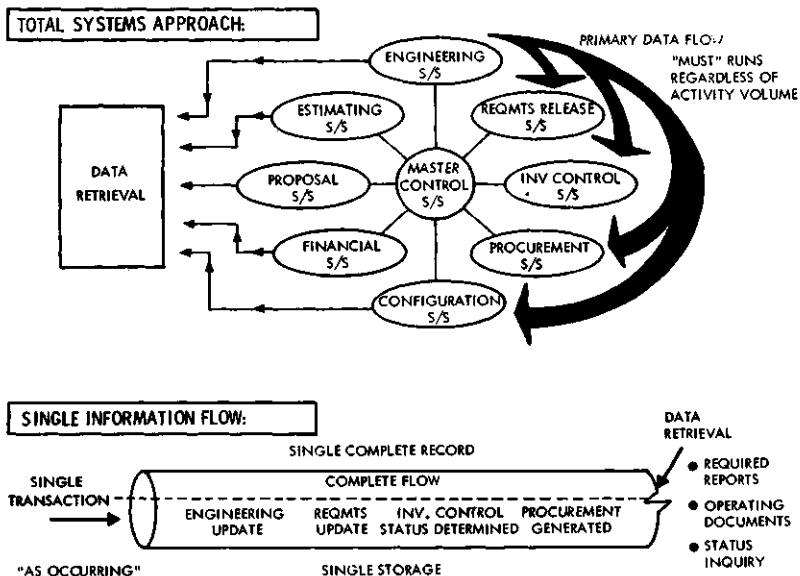 TOTAL SYSTEMS APPROACH:
PRIMARY DATA FLOW
"MUST" RUNS
REGARDLESS OF
ACTIVITY VOLUME
ENGINEERING
S/S
ESTIMATING
S/S
REQMTS RELEASE
S/S
DATA
RETRIEVAL
PROPOSAL
S/S
MASTER
CONTROL
S/S
INV CONTROL
S/S
FINANCIAL
S/S
PROCUREMENT
S/S
CONFIGURATION
S/S
SINGLE INFORMATION FLOW:
DATA
RETRIEVAL
SINGLE COMPLETE RECORD
SINGLE
TRANSACTION
COMPLETE FLOW
ENGINEERING
UPDATE
REQMTS
UPDATE
INV. CONTROL
STATUS DETERMINED
PROCUREMENT
GENERATED
• REQUIRED
REPORTS
• OPERATING
DOCUMENTS
• STATUS
INQUIRY
"AS OCCURRING"
SINGLE STORAGE